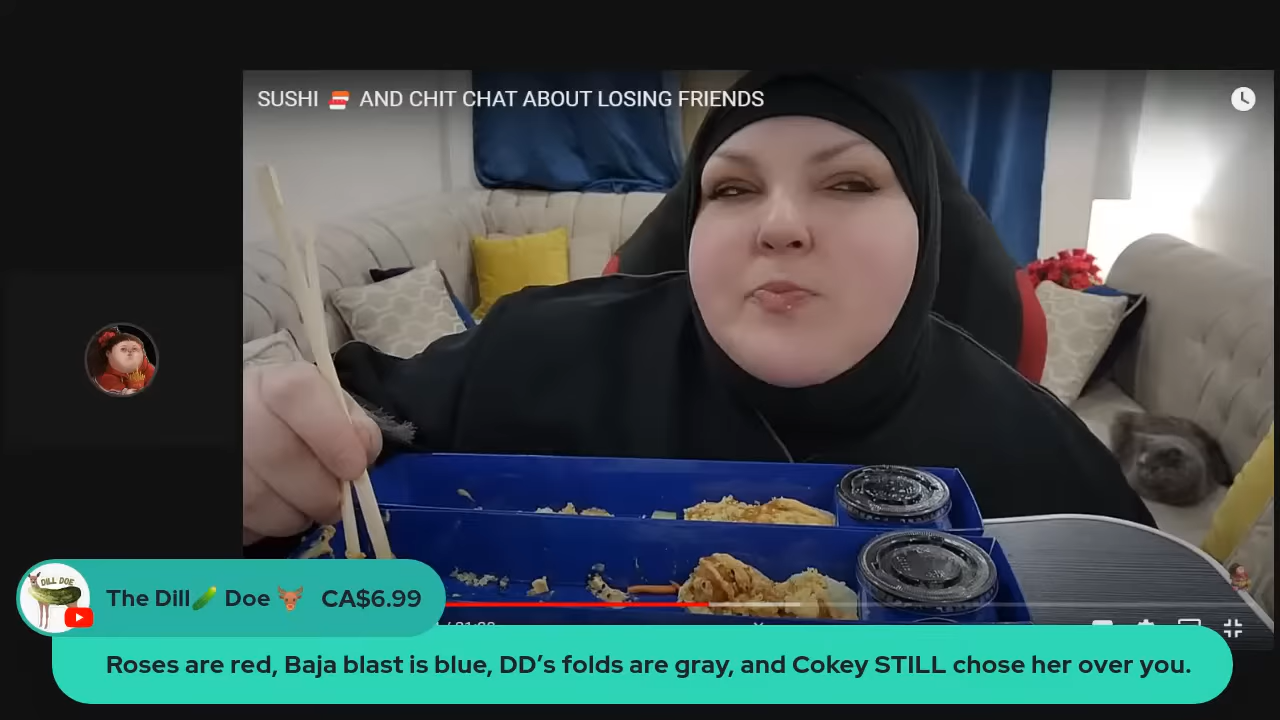 SUSHI 🍣 AND CHIT CHAT ABOUT LOSING FRIENDS
DILL DOE
The Dill🥒 Doe 🦌 CA$6.99
Roses are red, Baja blast is blue, DD's folds are gray, and Cokey STILL chose her over you.